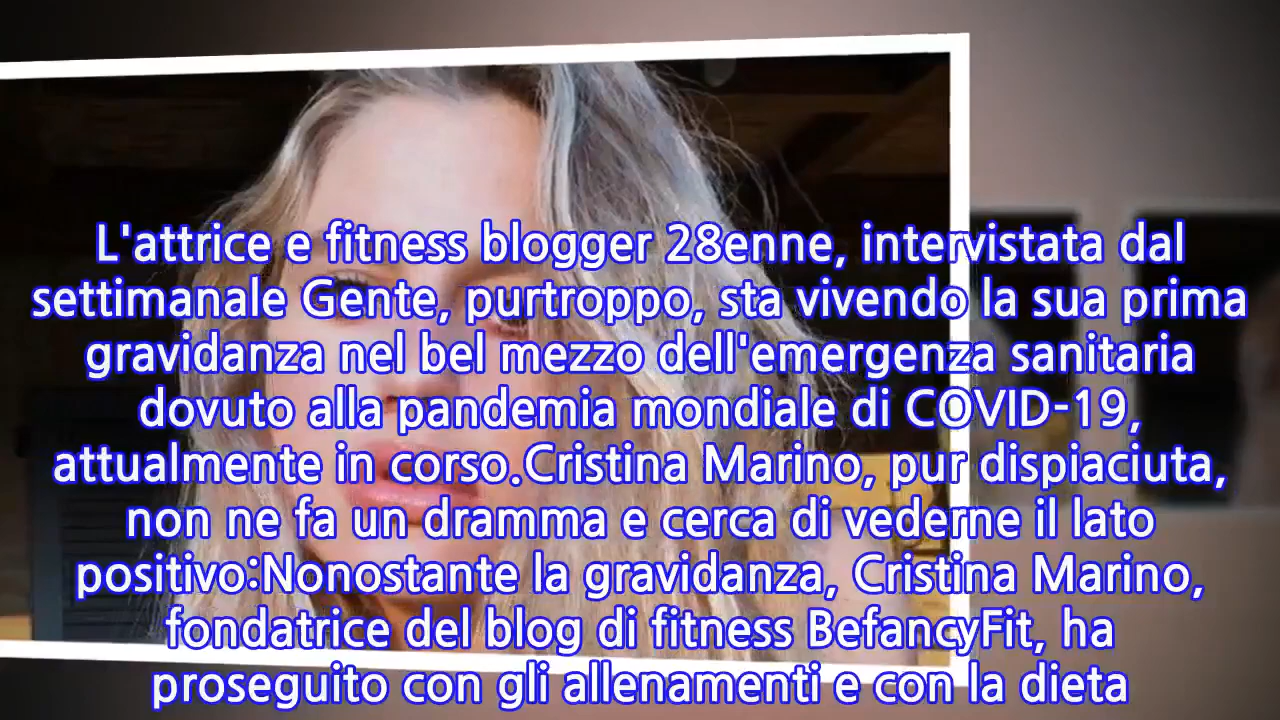 L'attrice e fitness blogger 28enne, intervistata dal
settimanale Gente, purtroppo, sta vivendo la sua prima
gravidanza nel bel mezzo dell'emergenza sanitaria
dovuto alla pandemia mondiale di COVID-19,
attualmente in corso.Cristina Marino, pur dispiaciuta,
non ne fa un dramma e cerca di vederne il lato
positivo:Nonostante la gravidanza, Cristina Marino,
fondatrice del blog di fitness BefancyFit, ha
proseguito con gli allenamenti e con la dieta